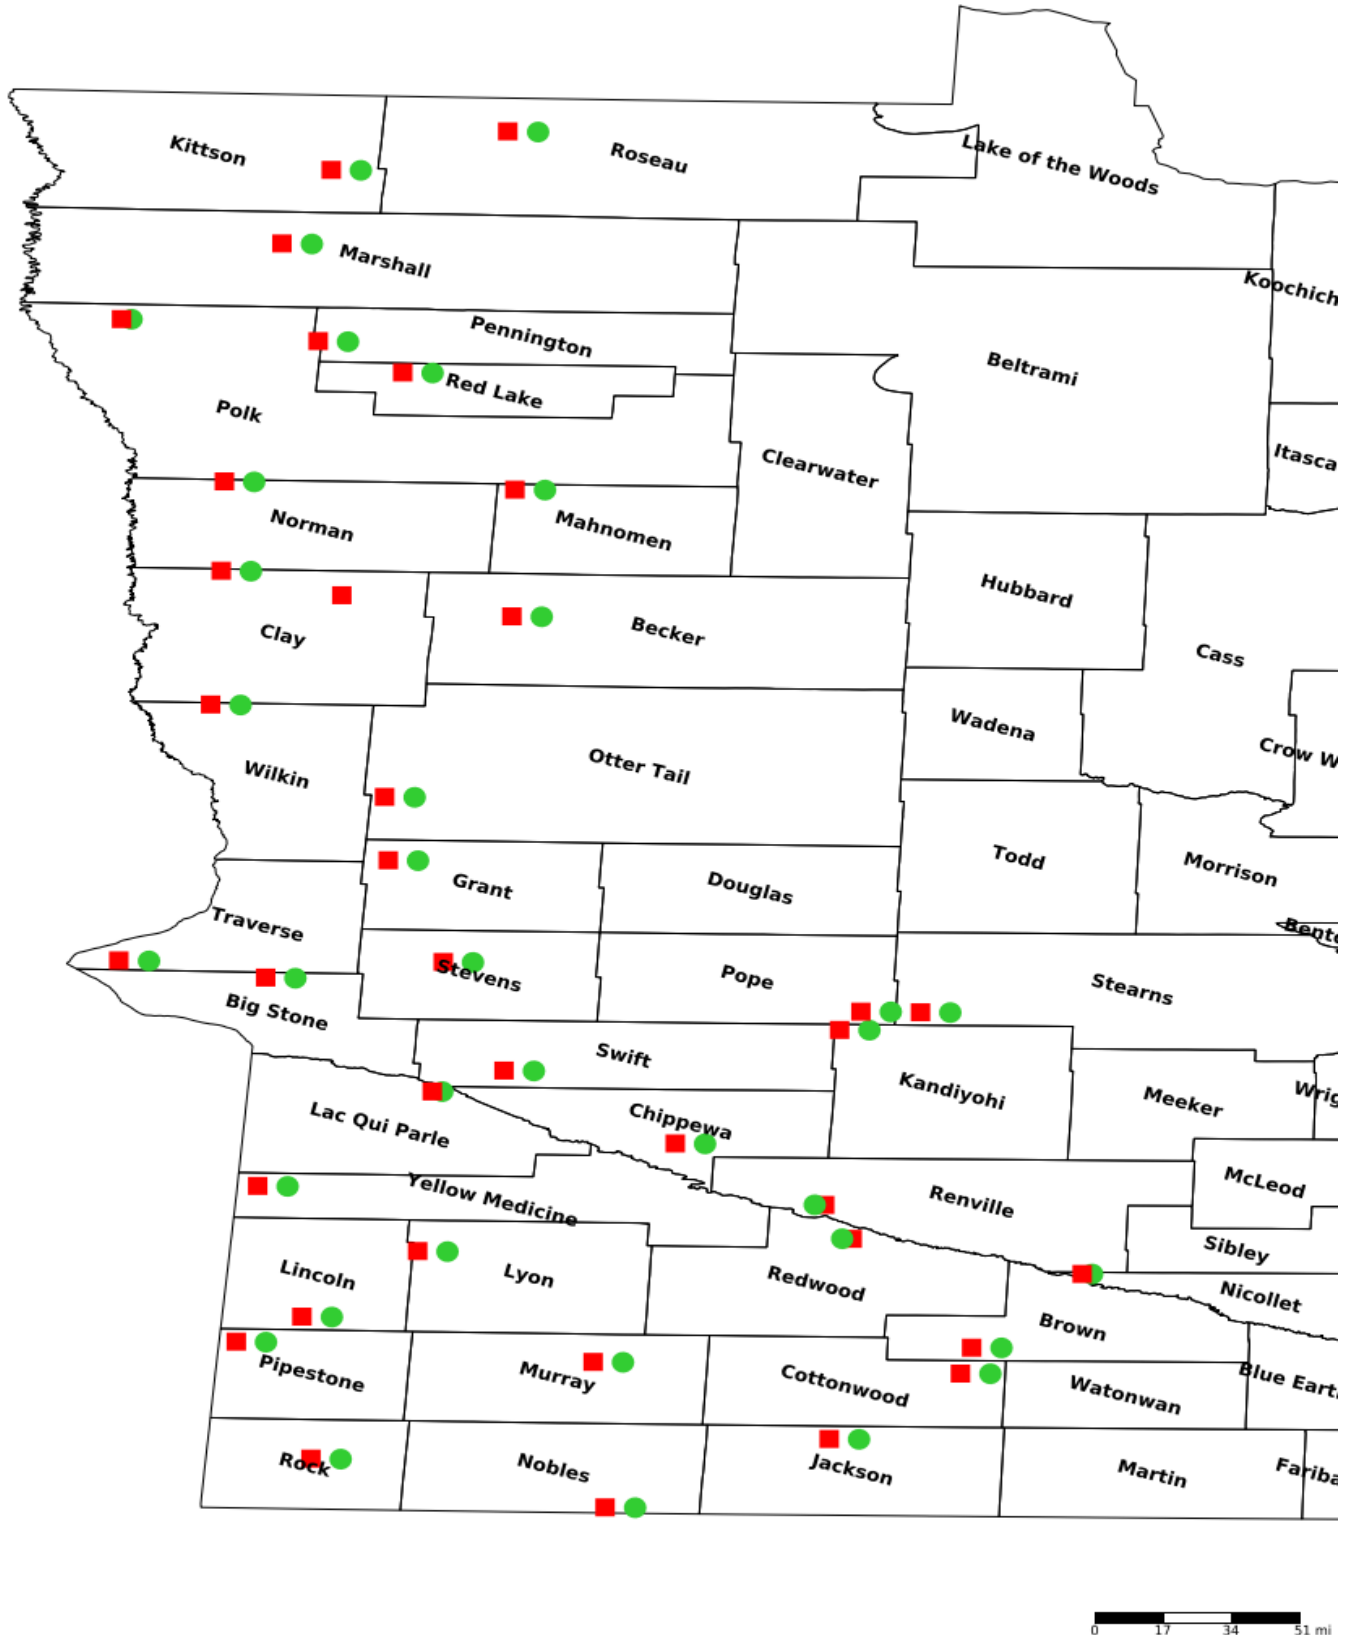 Kittson
Roseau
Lake of the Woods
Marshall
Koochich
Pennington
Beltrami
Red Lake
Polk
Clearwater
Itasca
Norman
Mahnomen
Hubbard
Clay
Becker
Cass
Wadena
Crow W
Wilkin
Otter Tail
Todd
Morrison
Grant
Douglas
Traverse
Bento
Stevens
Pope
Stearns
Big Stone
Swift
Kandiyohi
Meeker
Wrig
Lac Qui Parle
Chippewa
McLeod
Yellow Medicine
Renville
Sibley
Lincoln
Lyon
Redwood
Nicollet
Brown
Pipestone
Murray
Cottonwood
Watonwan
Blue Eart
Rock
Nobles
Jackson
Martin
Fariba
0 17 34 51 mi